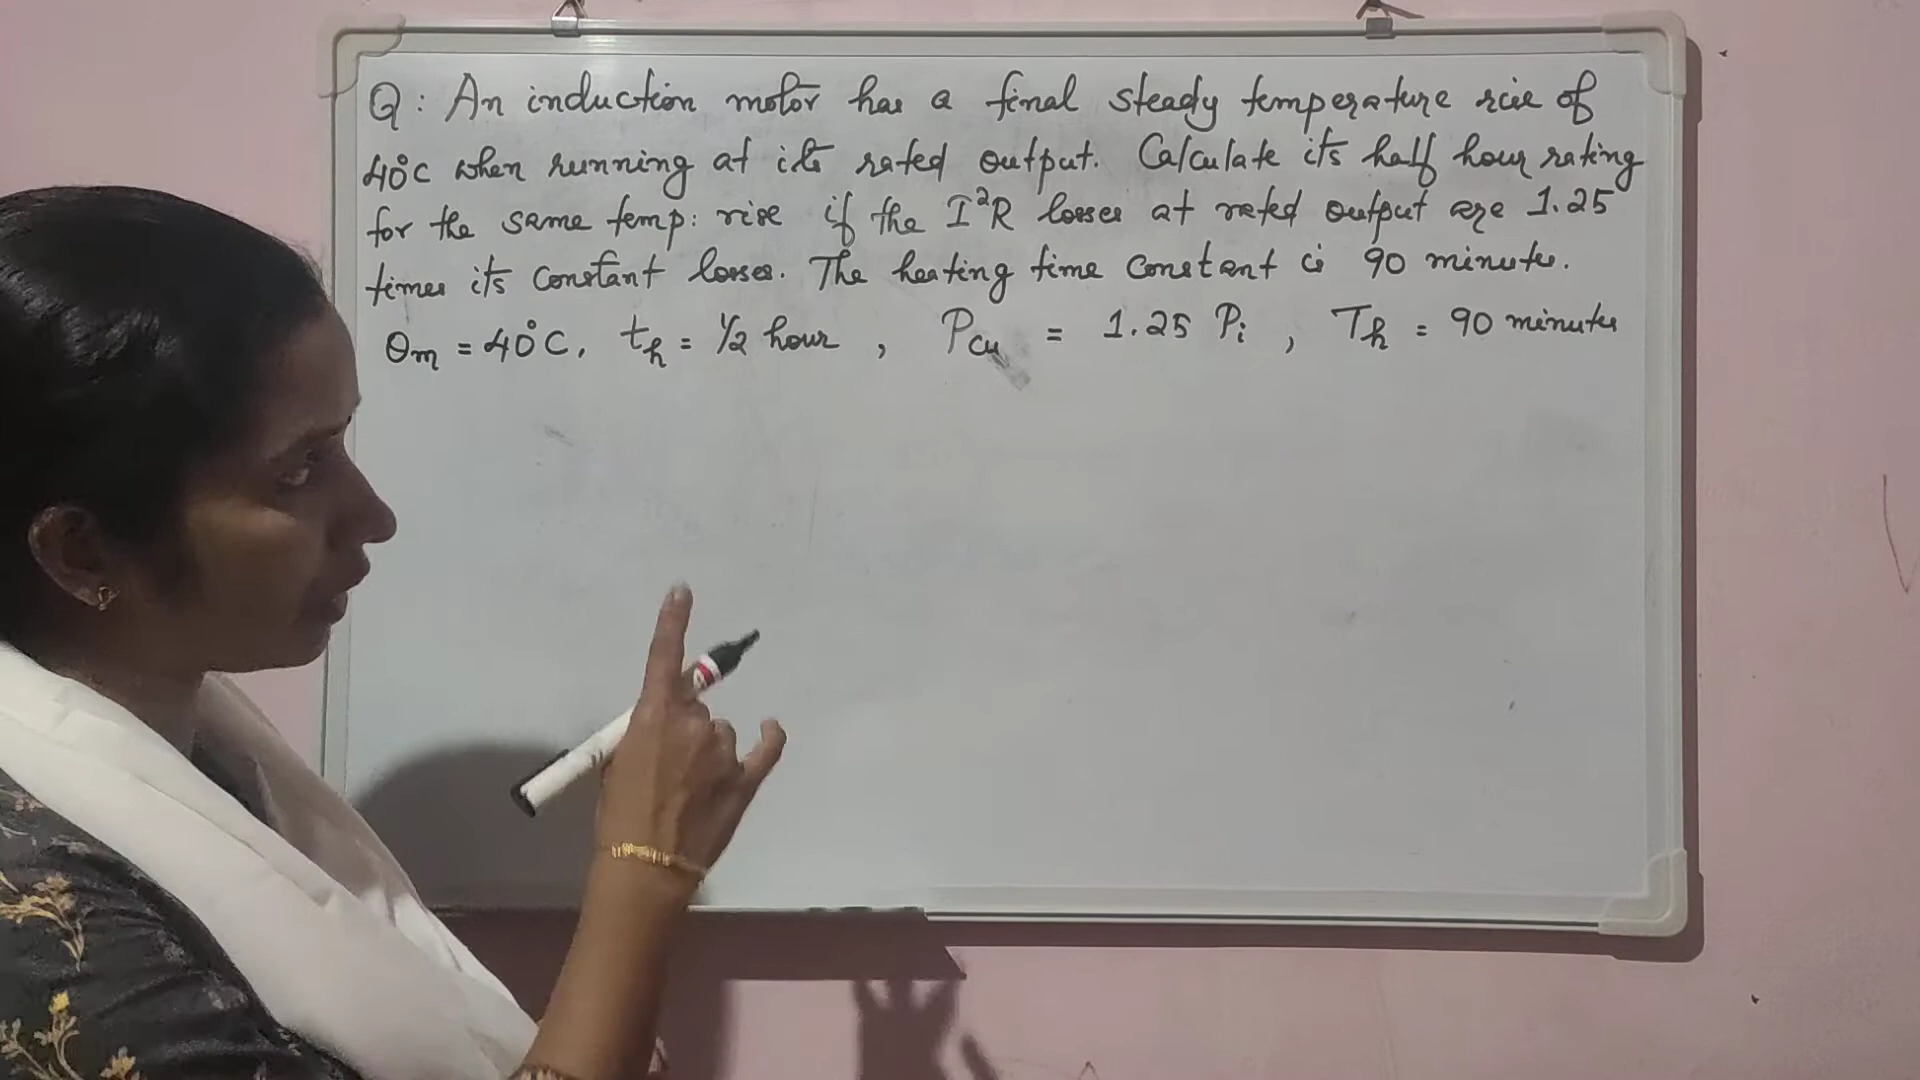 Q: An induction motor has a final steady temperature rise of
40°C when running at its rated output. Calculate its half hour rating
for the same temp: rise if the I²R losses at rated output are 1.25
times its constant losses. The heating time constant is 90 minutes.
θm = 40°C, th = 1/2 hour, Pcu = 1.25 Pi, Th = 90 minutes